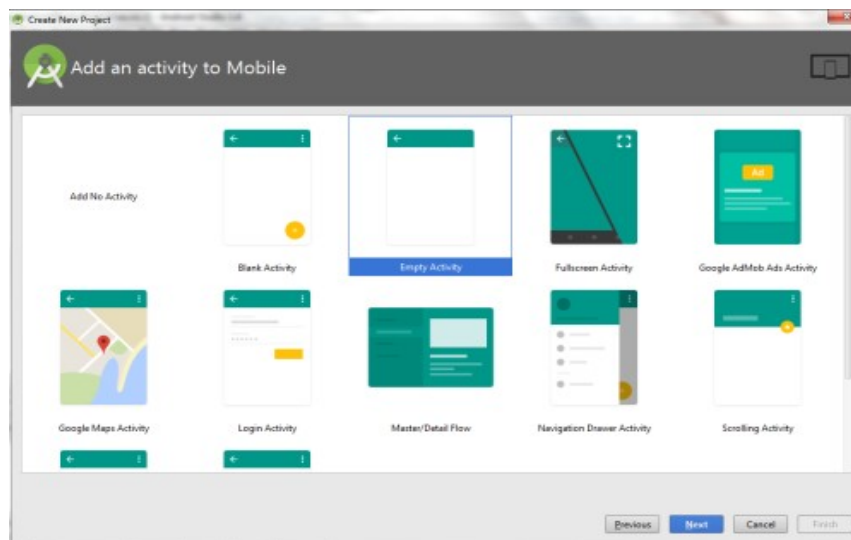 Create New Project
Add an activity to Mobile
Add No Activity
Blank Activity
Empty Activity
Fullscreen Activity
Ad
Google AdMob Ads Activity
Google Maps Activity
Login Activity
Master/Detail Flow
Navigation Drawer Activity
Scrolling Activity
Previous
Next
Cancel
Finish